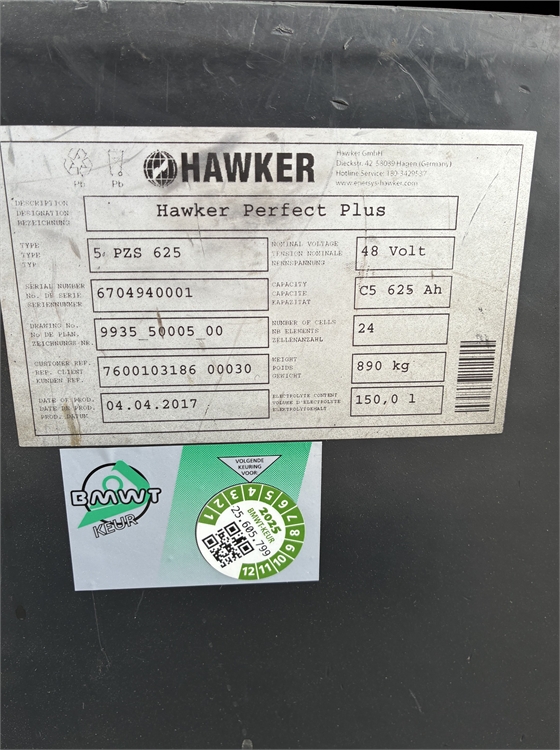 Pb Pb
HAWKER
Hawker GmbH
Dieckstr. 42 58089 Hagen (Germany)
Hotline Service:
www.enersys-hawker.com
DESCRIPTION
DESIGNATION
BEZEICHNUNG
Hawker Perfect Plus
TYPE
TYPE
TYP
5 PZS 625
NOMINAL VOLTAGE
TENSION NOMINALE
NENNSPANNUNG
48 Volt
SERIAL NUMBER
No. DE SERIE
SERIENNUMMER
6704940001
CAPACITY
CAPACITE
KAPAZITAT
C5 625 Ah
DRAWING No.
No DE PLAN.
ZEICHNUNGS-NR.
9935 50005 00
NUMBER OF CELLS
NB ELEMENTS
ZELLENANZAHL
24
CUSTOMER REF.
REF. CLIENT
KUNDEN REF.
7600103186 00030
WEIGHT
POIDS
GEWICHT
890 kg
DATE OF PROD.
DATE DE PROD.
PROD. DATUM
04.04.2017
ELECTROLYTE CONTENT
VOLUME D'ELECTROLYTE
ELEKTROLYTGEHALT
150,0 l
BMWT
KEUR
VOLGENDE
KEURING
VOOR:
1 2 3 4 5 6 7 8 9 10 11 12
2025
BMWT-KEUR
25.605.799